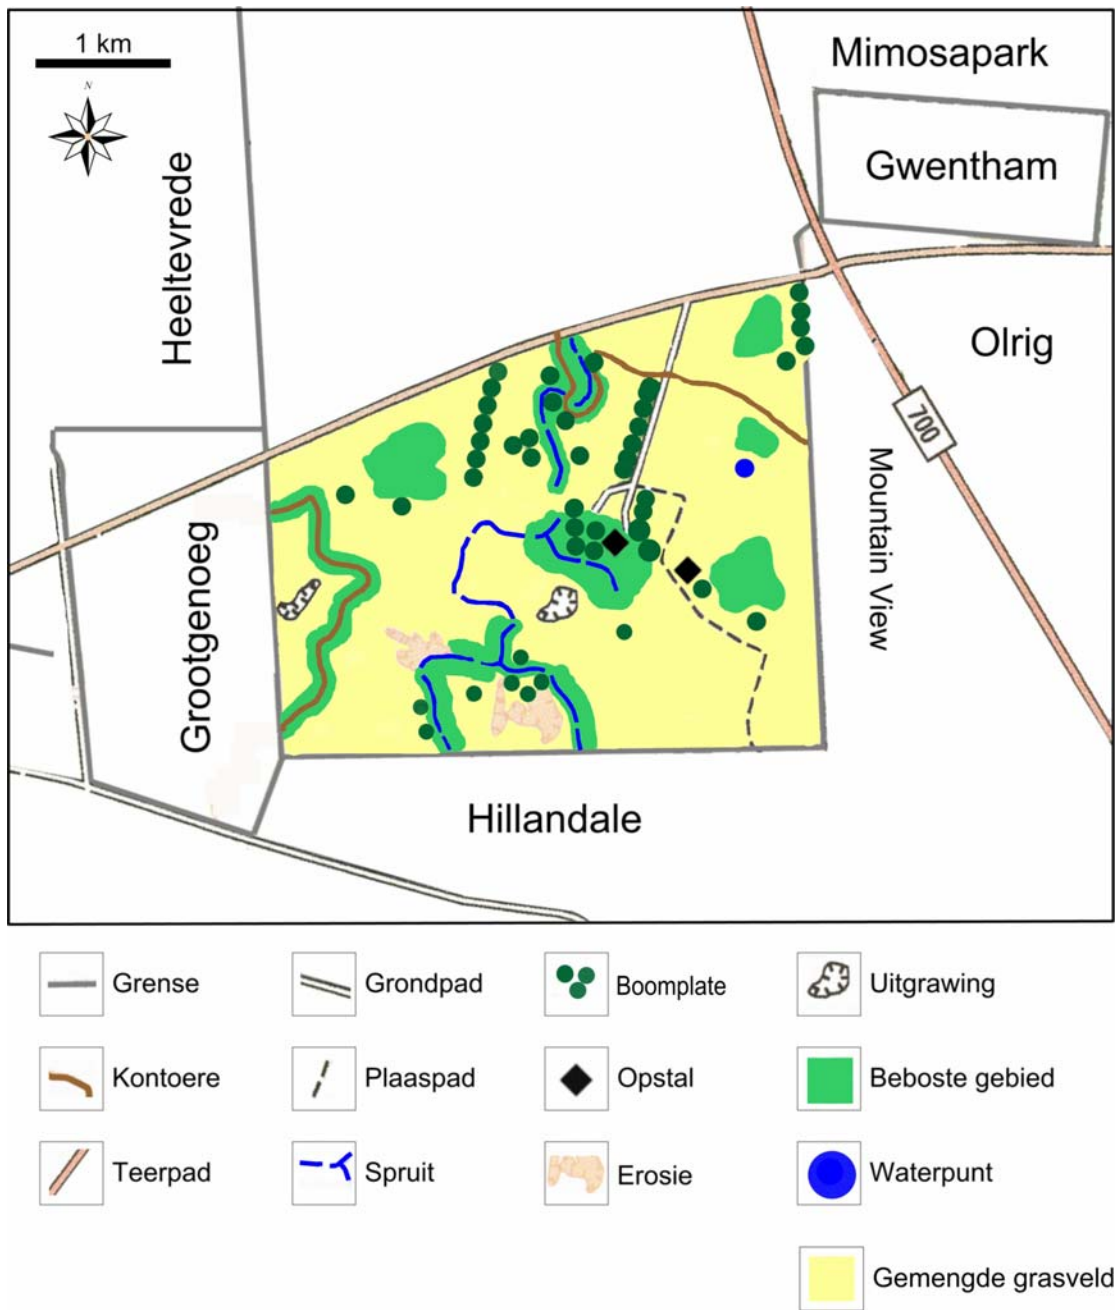 1 km
N
Mimosapark
Gwentham
Heeltevrede
Olrig
700
Mountain View
Grootgenoeg
Hillandale
Grense
Grondpad
Boomplate
Uitgrawing
Kontoere
Plaaspad
Opstal
Beboste gebied
Teerpad
Spruit
Erosie
Waterpunt
Gemengde grasveld